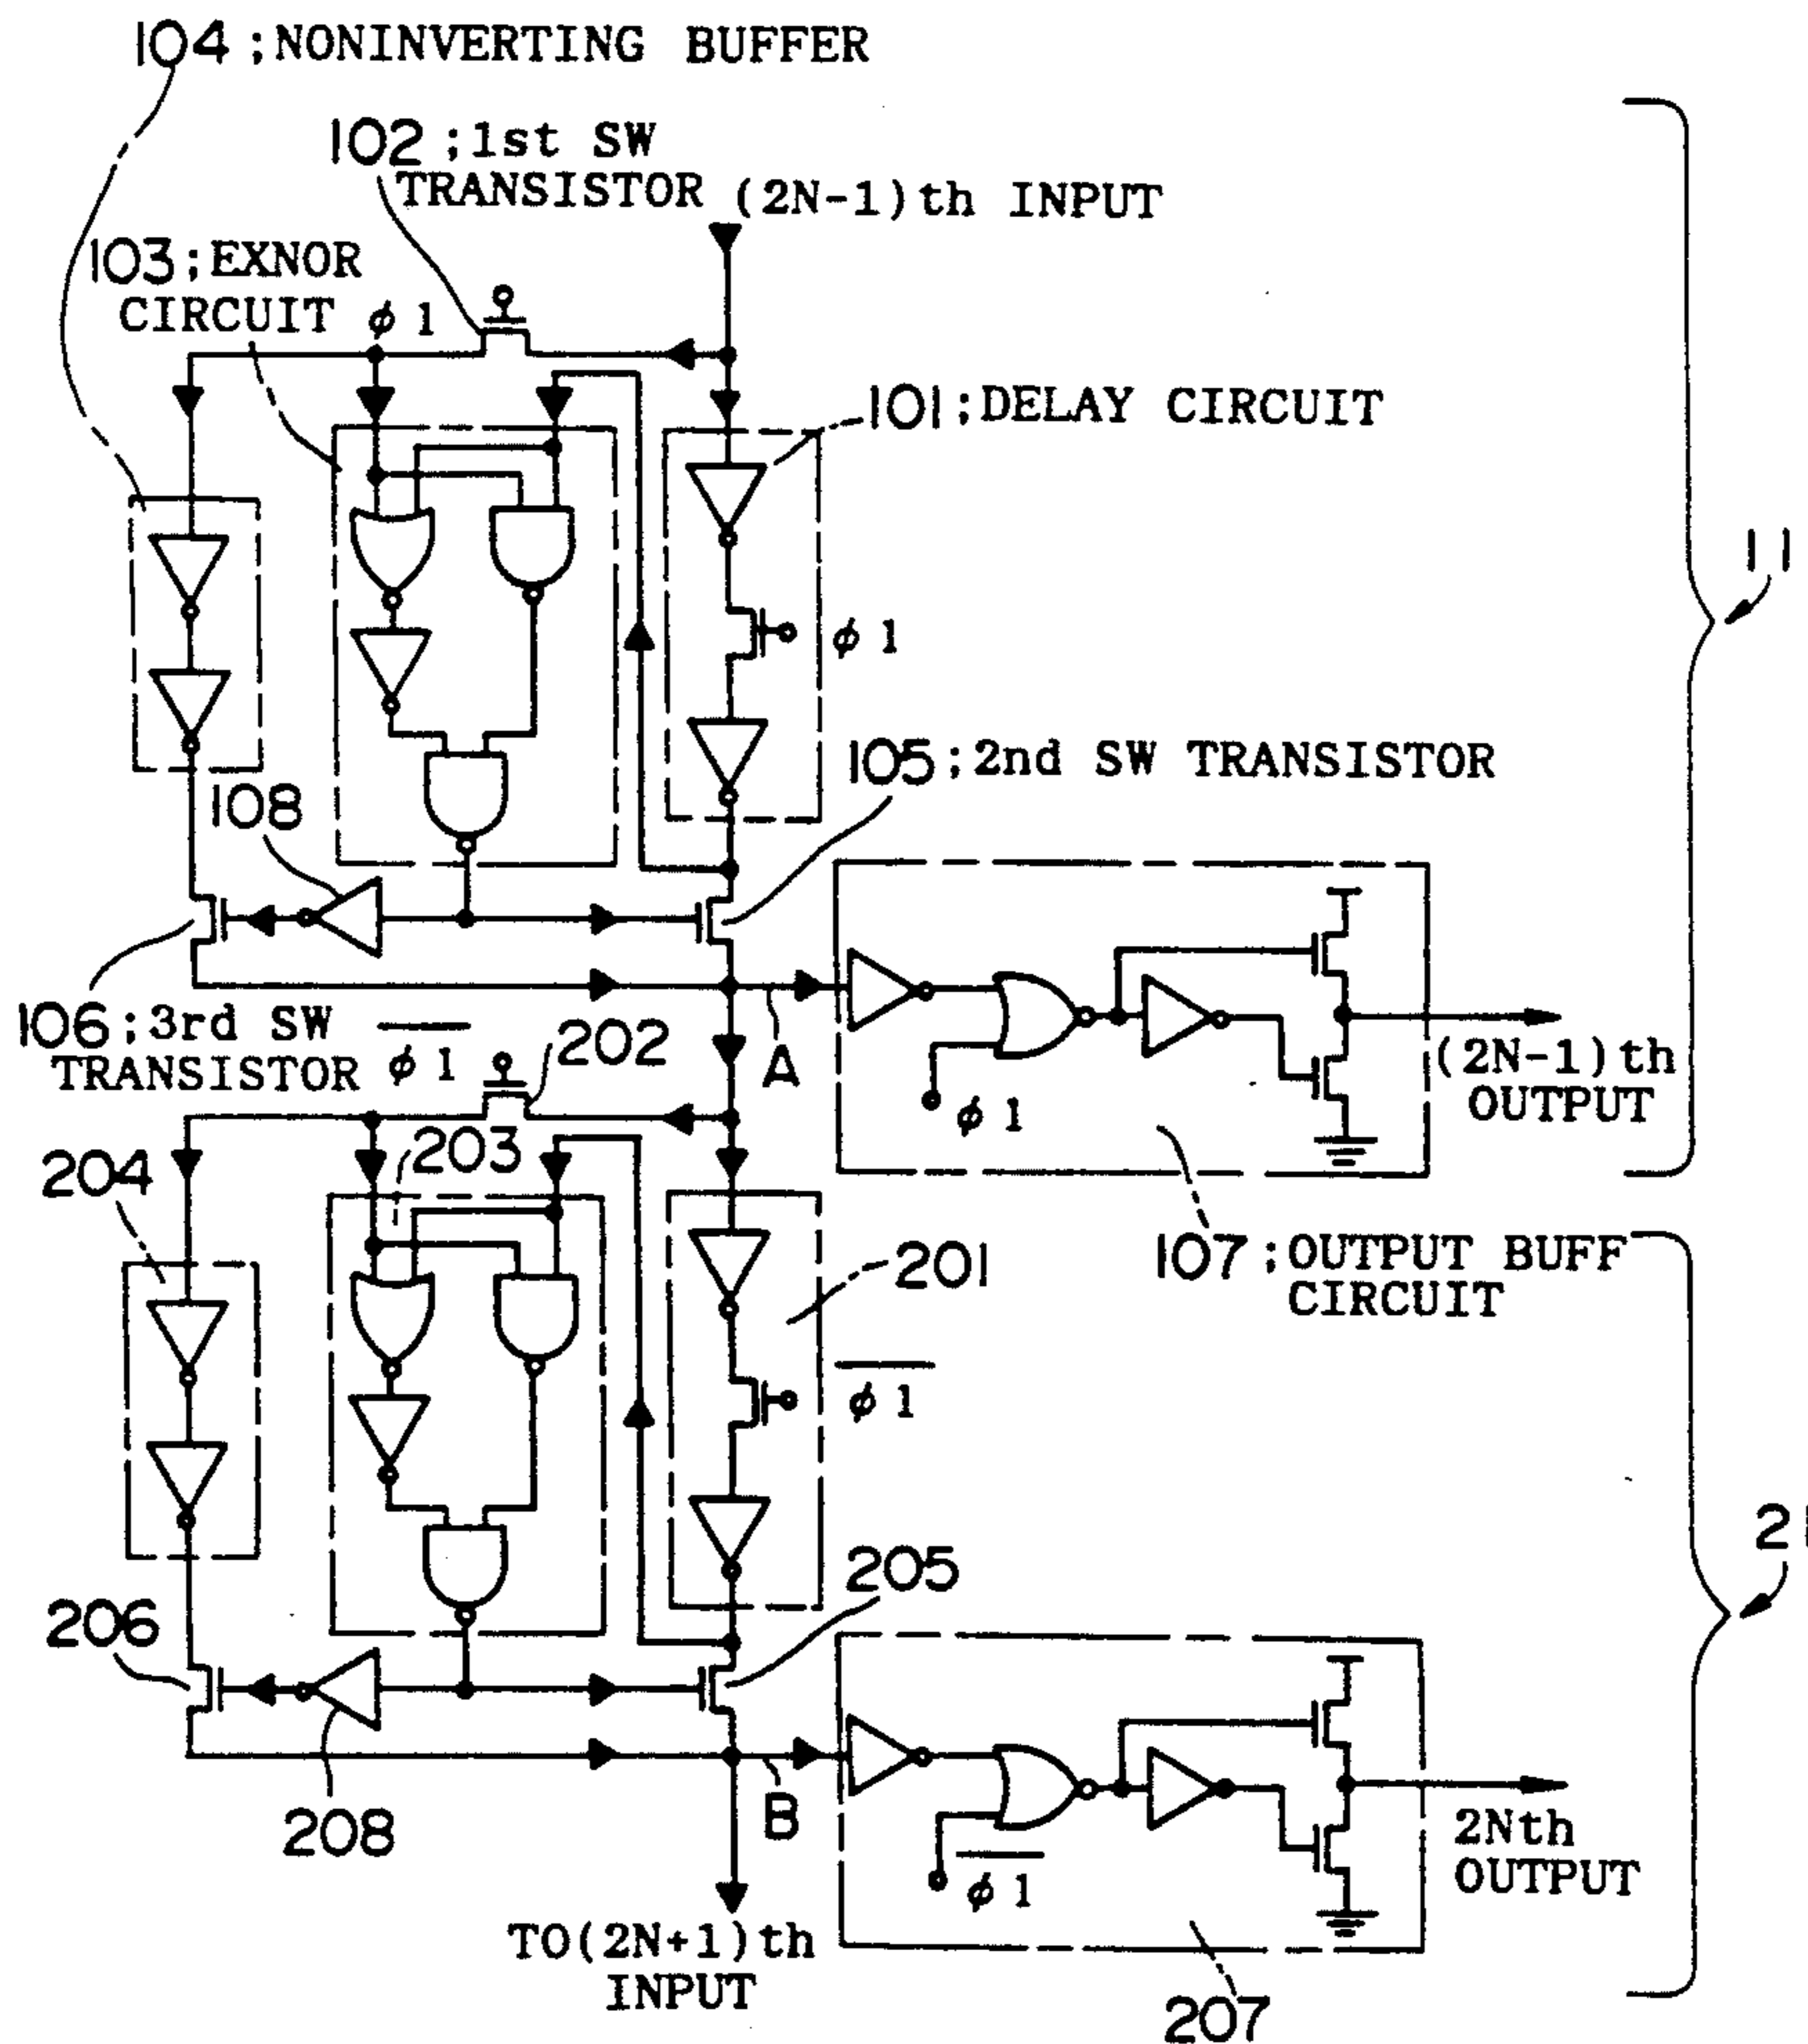 104 ; NONINVERTING BUFFER
102 ; 1st SW
TRANSISTOR
(2N-1)th INPUT
103 ; EXNOR
CIRCUIT
φ 1
101 ; DELAY CIRCUIT
11
φ 1
105 ; 2nd SW TRANSISTOR
108
106 ; 3rd SW
TRANSISTOR
φ̅ 1̅
202
A
φ 1
(2N-1)th
OUTPUT
203
204
107 ; OUTPUT BUFF
CIRCUIT
201
φ̅ 1̅
205
206
208
B
φ̅ 1̅
2Nth
OUTPUT
TO(2N+1)th
INPUT
207